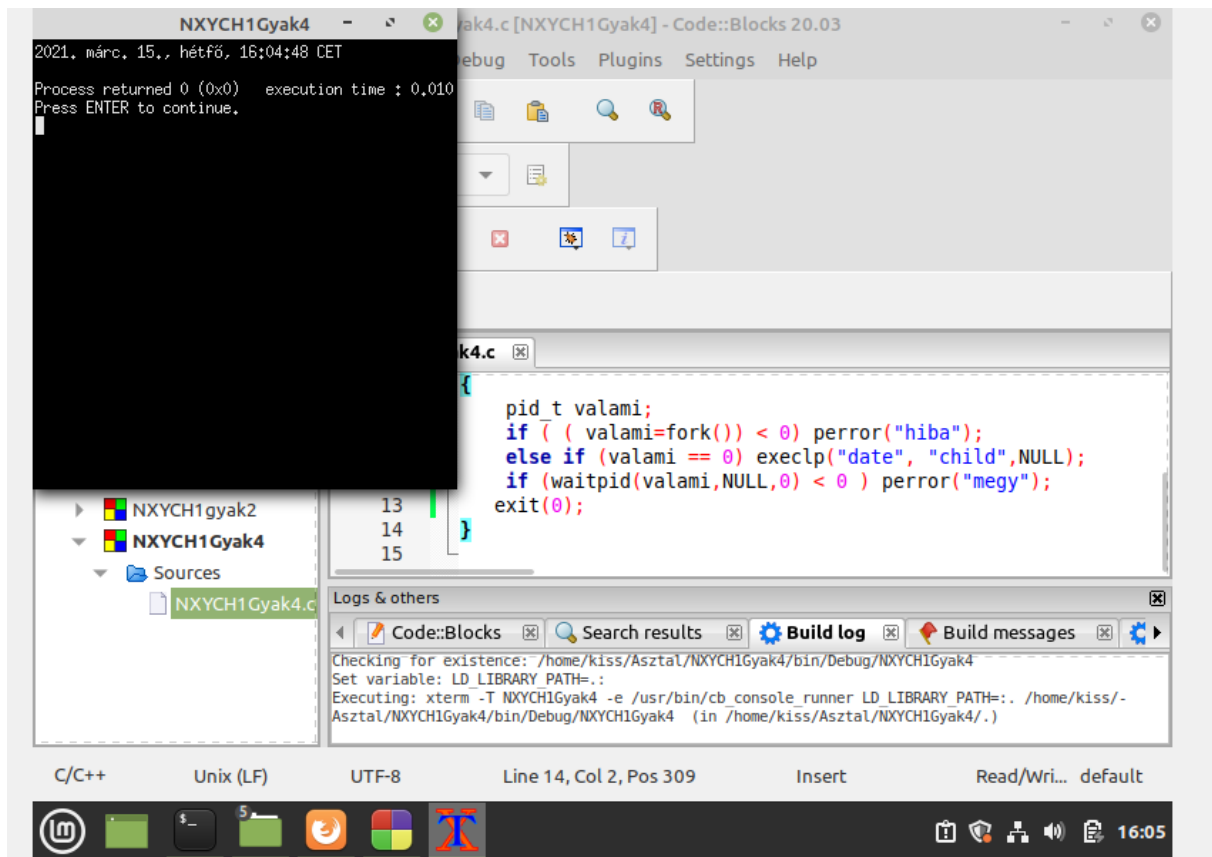 NXYCH1Gyak4
yak4.c [NXYCH1Gyak4] - Code::Blocks 20.03
2021. márc. 15., hétfő, 16:04:48 CET
Process returned 0 (0x0)   execution time : 0.010
Press ENTER to continue.
ebug Tools Plugins Settings Help
k4.c
{
pid_t valami;
if ( ( valami=fork()) < 0) perror("hiba");
else if (valami == 0) execlp("date", "child",NULL);
if (waitpid(valami,NULL,0) < 0 ) perror("megy");
13 exit(0);
14 }
15
NXYCH1gyak2
NXYCH1Gyak4
Sources
NXYCH1Gyak4.c
Logs & others
Code::Blocks Search results Build log Build messages
Checking for existence: /home/kiss/Asztal/NXYCH1Gyak4/bin/Debug/NXYCH1Gyak4
Set variable: LD_LIBRARY_PATH=.:
Executing: xterm -T NXYCH1Gyak4 -e /usr/bin/cb_console_runner LD_LIBRARY_PATH=:. /home/kiss/-
Asztal/NXYCH1Gyak4/bin/Debug/NXYCH1Gyak4  (in /home/kiss/Asztal/NXYCH1Gyak4/.)
C/C++ Unix (LF) UTF-8 Line 14, Col 2, Pos 309 Insert Read/Wri... default
$_ 5 16:05